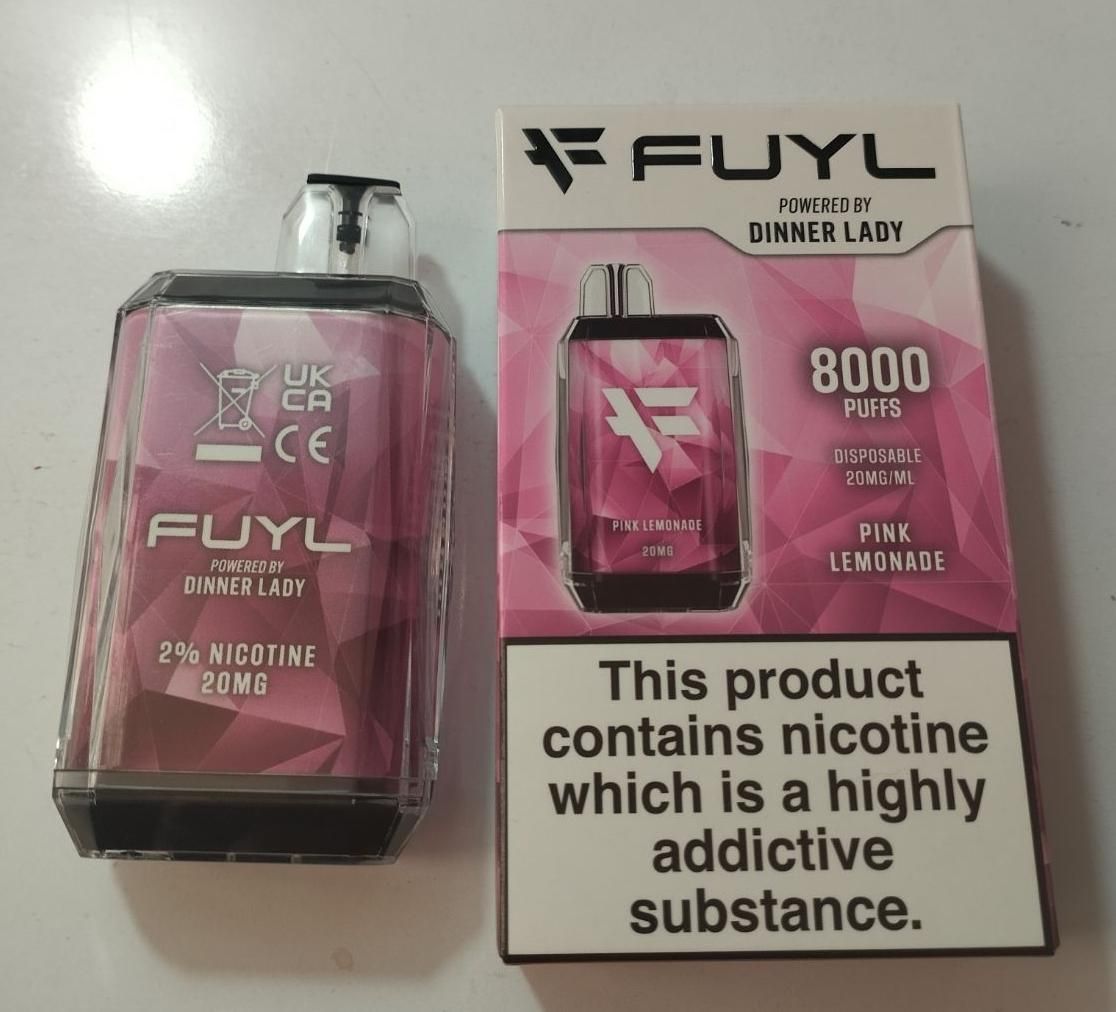 UK
CA
CE
FUYL
POWERED BY
DINNER LADY
2% NICOTINE
20MG
FUYL
POWERED BY
DINNER LADY
8000
PUFFS
DISPOSABLE
20MG/ML
PINK
LEMONADE
PINK LEMONADE
20MG
This product
contains nicotine
which is a highly
addictive
substance.